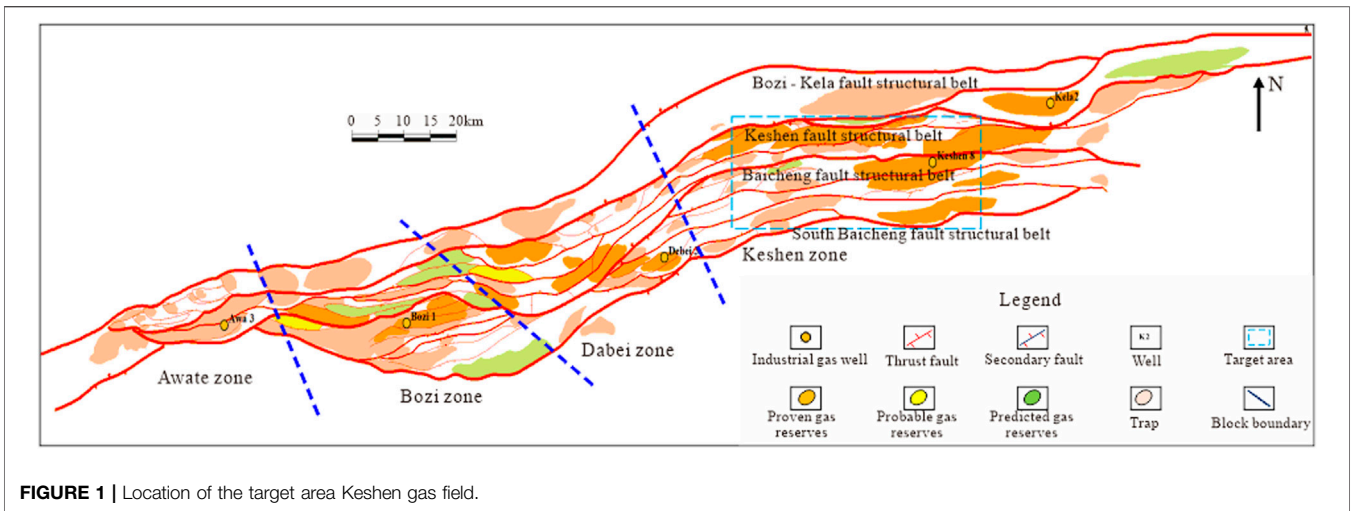 Bozi - Kela fault structural belt
Kela2
N
0 5 10 15 20km
Keshen fault structural belt
Keshen 8
Baicheng fault structural belt
South Baicheng fault structural belt
Keshen zone
Awa 3
Bozi 1
Dabei zone
Awate zone
Bozi zone
Legend
K2
Industrial gas well Thrust fault Secondary fault Well Target area
Proven gas Probable gas Predicted gas
reserves reserves reserves Trap Block boundary
FIGURE 1 | Location of the target area Keshen gas field.